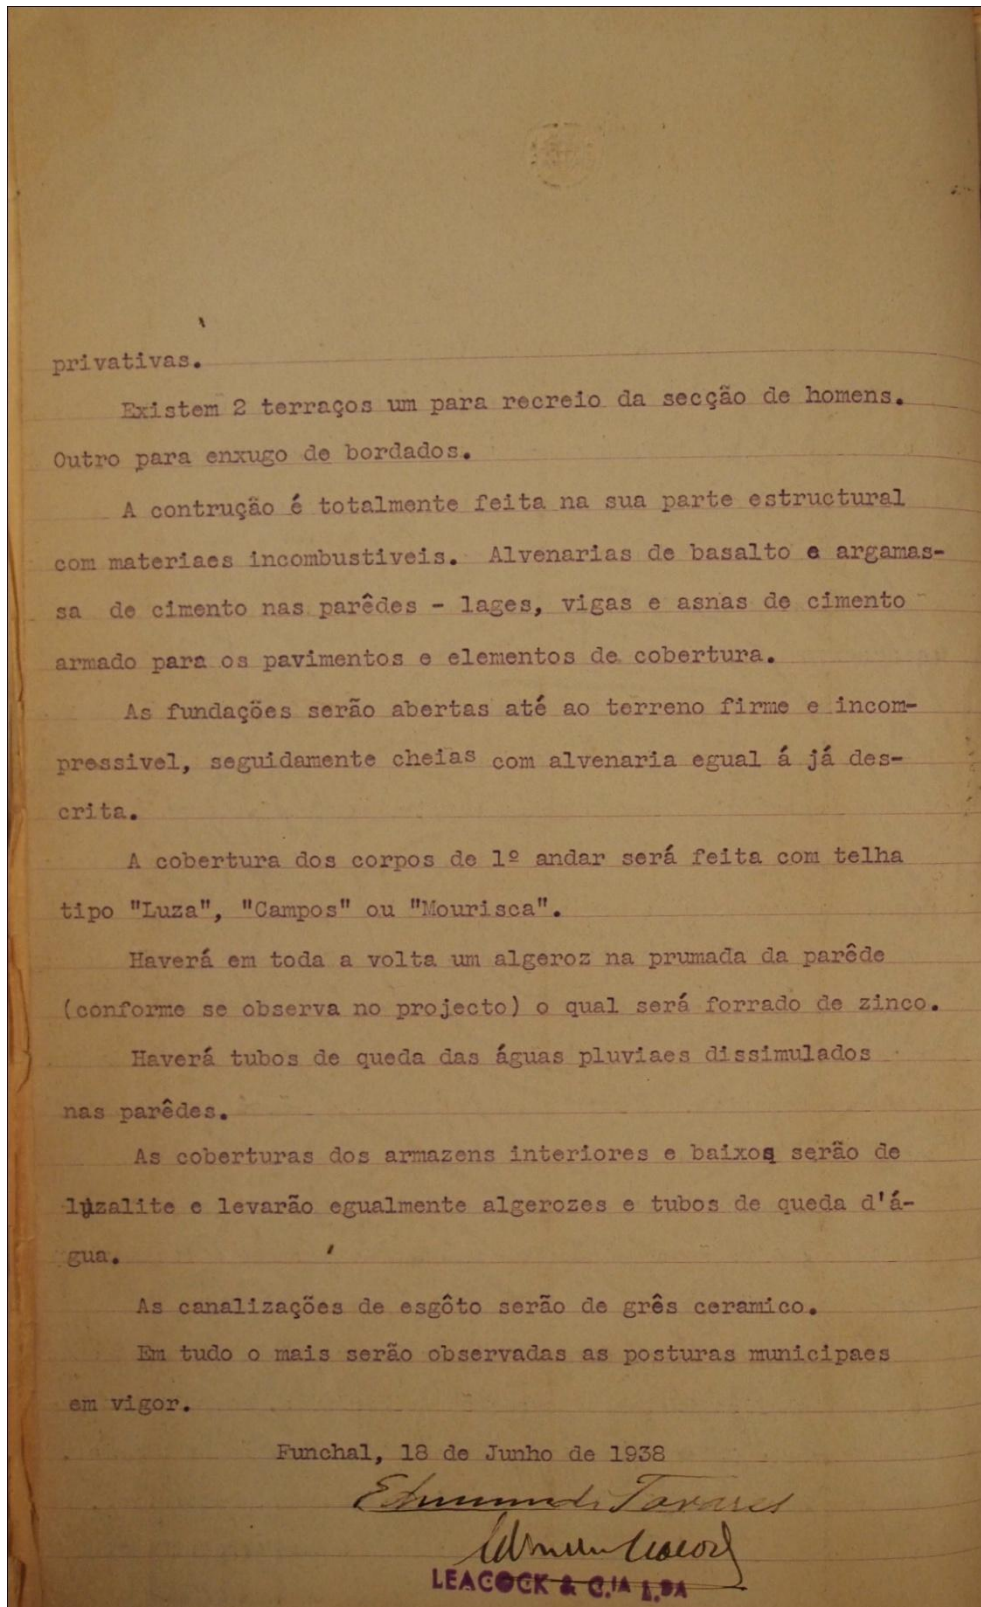 privativas.
Existem 2 terraços um para recreio da secção de homens.
Outro para enxugo de bordados.
A contrução é totalmente feita na sua parte estructural
com materiaes incombustiveis. Alvenarias de basalto e argamas-
sa de cimento nas parêdes - lages, vigas e asnas de cimento
armado para os pavimentos e elementos de cobertura.
As fundações serão abertas até ao terreno firme e incom-
pressivel, seguidamente cheias com alvenaria egual á já des-
crita.
A cobertura dos corpos de 1º andar será feita com telha
tipo "Luza", "Campos" ou "Mourisca".
Haverá em toda a volta um algeroz na prumada da parêde
(conforme se observa no projecto) o qual será forrado de zinco.
Haverá tubos de queda das águas pluviaes dissimulados
nas parêdes.
As coberturas dos armazens interiores e baixos serão de
luzalite e levarão egualmente algerozes e tubos de queda d'á-
gua.
As canalizações de esgôto serão de grês ceramico.
Em tudo o mais serão observadas as posturas municipaes
em vigor.
Funchal, 18 de Junho de 1938
Edmundo Tavares
LEACOCK & C.IA L.DA